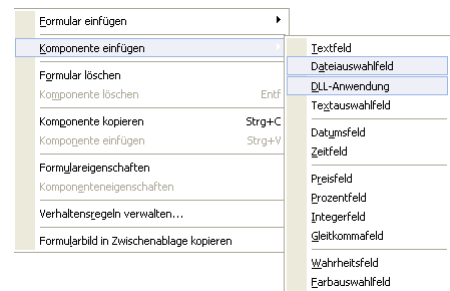 Formular einfügen
Komponente einfügen
Formular löschen
Komponente löschen Entf
Komponente kopieren Strg+C
Komponente einfügen Strg+V
Formulareigenschaften
Komponenteneigenschaften
Verhaltensregeln verwalten...
Formularbild in Zwischenablage kopieren
Textfeld
Dateiauswahlfeld
DLL-Anwendung
Textauswahlfeld
Datumsfeld
Zeitfeld
Preisfeld
Prozentfeld
Integerfeld
Gleitkommafeld
Wahrheitsfeld
Farbauswahlfeld